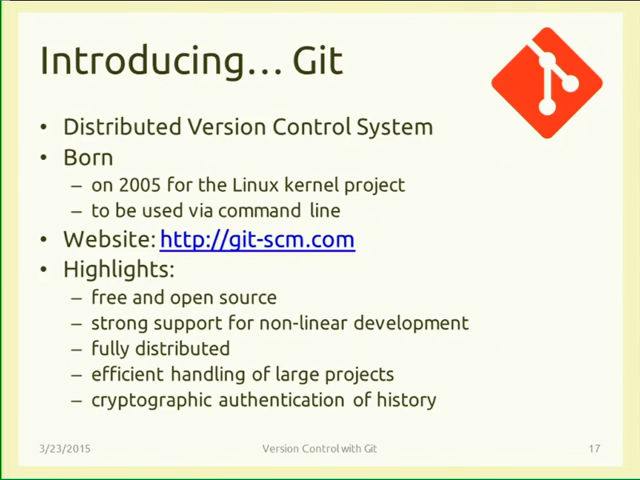 Introducing... Git
• Distributed Version Control System
• Born
– on 2005 for the Linux kernel project
– to be used via command line
• Website: http://git-scm.com
• Highlights:
– free and open source
– strong support for non-linear development
– fully distributed
– efficient handling of large projects
– cryptographic authentication of history
3/23/2015 Version Control with Git 17